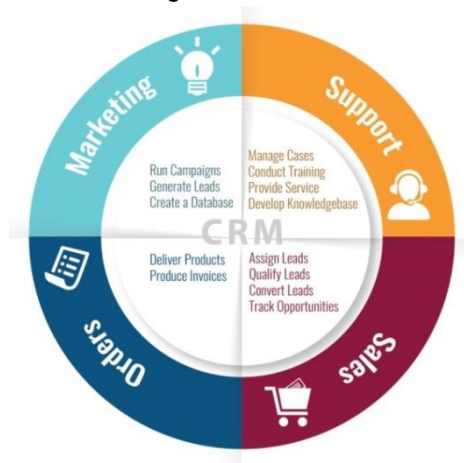 Marketing
Support
Run Campaigns
Generate Leads
Create a Database
Manage Cases
Conduct Training
Provide Service
Develop Knowledgebase
CRM
Deliver Products
Produce Invoices
Assign Leads
Qualify Leads
Convert Leads
Track Opportunities
Orders
Sales